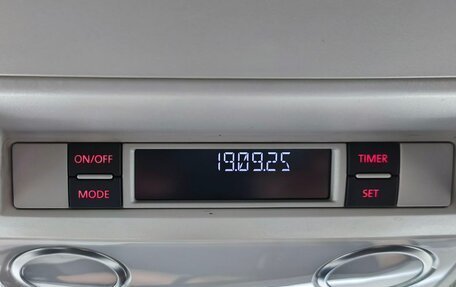 ON/OFF
19.09.25
TIMER
MODE
SET